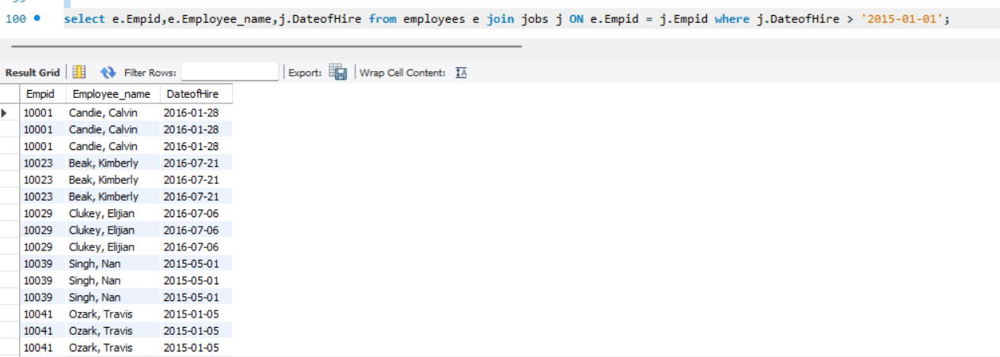 100 select e.Empid,e.Employee_name,j.DateofHire from employees e join jobs j ON e.Empid = j.Empid where j.DateofHire > '2015-01-01';
Result Grid Filter Rows: Export: Wrap Cell Content: IA
Empid Employee_name DateofHire
10001 Candie, Calvin 2016-01-28
10001 Candie, Calvin 2016-01-28
10001 Candie, Calvin 2016-01-28
10023 Beak, Kimberly 2016-07-21
10023 Beak, Kimberly 2016-07-21
10023 Beak, Kimberly 2016-07-21
10029 Clukey, Elijian 2016-07-06
10029 Clukey, Elijian 2016-07-06
10029 Clukey, Elijian 2016-07-06
10039 Singh, Nan 2015-05-01
10039 Singh, Nan 2015-05-01
10039 Singh, Nan 2015-05-01
10041 Ozark, Travis 2015-01-05
10041 Ozark, Travis 2015-01-05
10041 Ozark, Travis 2015-01-05